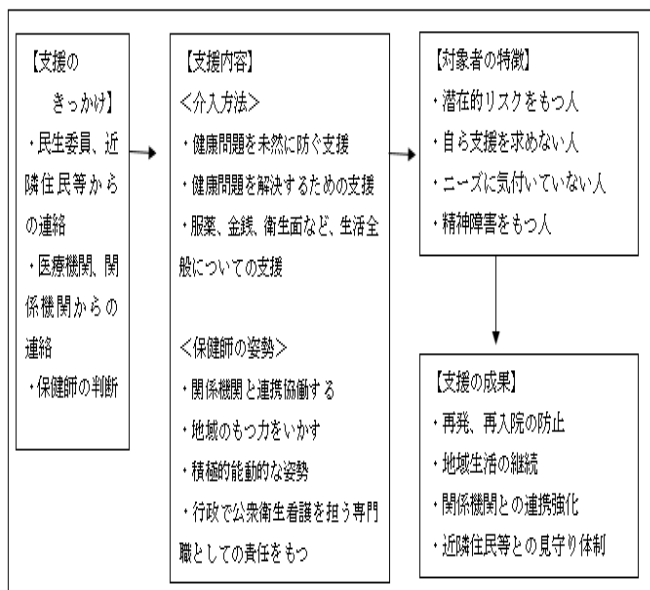 【支援の
きっかけ】
・民生委員、近
隣住民等から
の連絡
・医療機関、関
係機関からの
連絡
・保健師の判断
【支援内容】
<介入方法>
・健康問題を未然に防ぐ支援
・健康問題を解決するための支援
・服薬、金銭、衛生面など、生活全
般についての支援
<保健師の姿勢>
・関係機関と連携協働する
・地域のもつ力をいかす
・積極的能動的な姿勢
・行政で公衆衛生看護を担う専門
職としての責任をもつ
【対象者の特徴】
・潜在的リスクをもつ人
・自ら支援を求めない人
・ニーズに気付いていない人
・精神障害をもつ人
【支援の成果】
・再発、再入院の防止
・地域生活の継続
・関係機関との連携強化
・近隣住民等との見守り体制